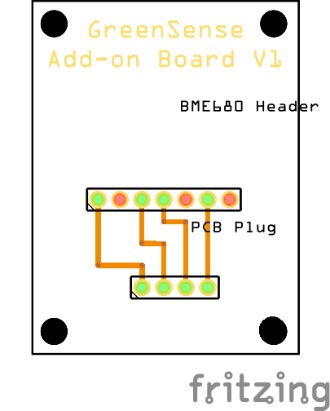 GreenSense
Add-on Board V1
BME680 Header
PCB Plug
fritzing